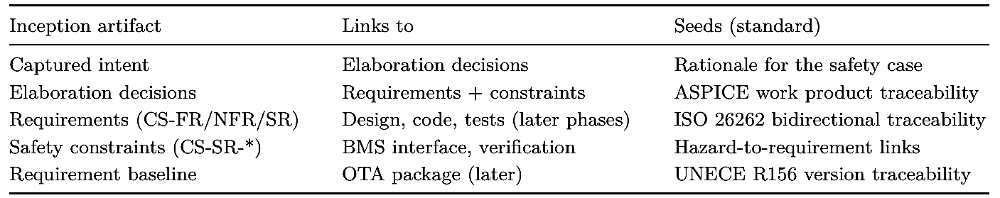 Inception artifact Links to Seeds (standard)
Captured intent Elaboration decisions Rationale for the safety case
Elaboration decisions Requirements + constraints ASPICE work product traceability
Requirements (CS-FR/NFR/SR) Design, code, tests (later phases) ISO 26262 bidirectional traceability
Safety constraints (CS-SR-*) BMS interface, verification Hazard-to-requirement links
Requirement baseline OTA package (later) UNECE R156 version traceability